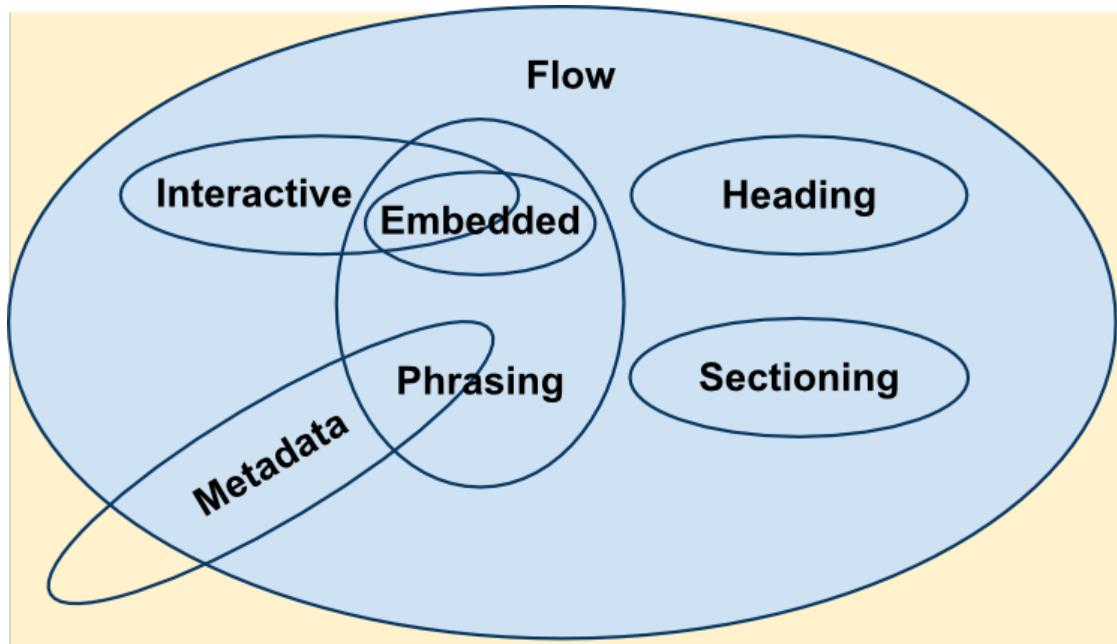 Flow
Interactive
Heading
Embedded
Phrasing
Sectioning
Metadata